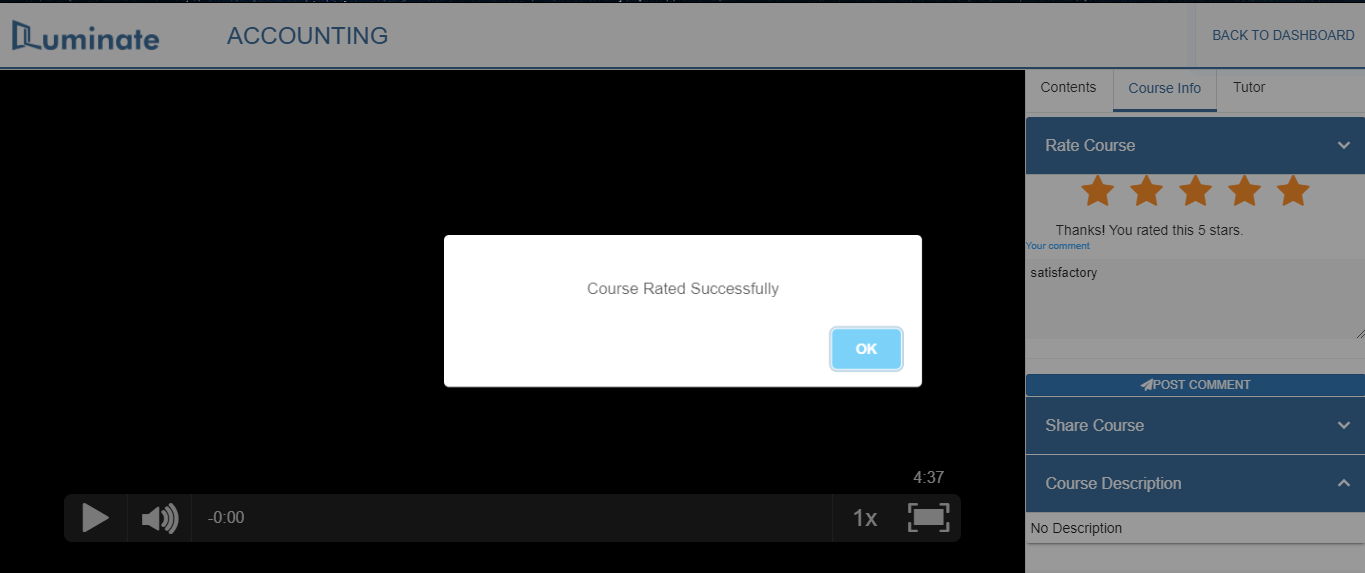 Luminate
ACCOUNTING
BACK TO DASHBOARD
Contents
Course Info
Tutor
Rate Course
Thanks! You rated this 5 stars.
Your comment
satisfactory
Course Rated Successfully
OK
POST COMMENT
Share Course
Course Description
No Description
4:37
-0:00
1x